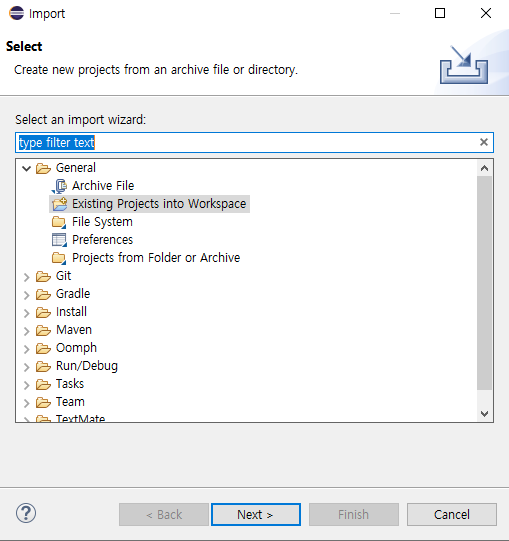 Import
Select
Create new projects from an archive file or directory.
Select an import wizard:
type filter text
General
Archive File
Existing Projects into Workspace
File System
Preferences
Projects from Folder or Archive
Git
Gradle
Install
Maven
Oomph
Run/Debug
Tasks
Team
TextMate
< Back
Next >
Finish
Cancel